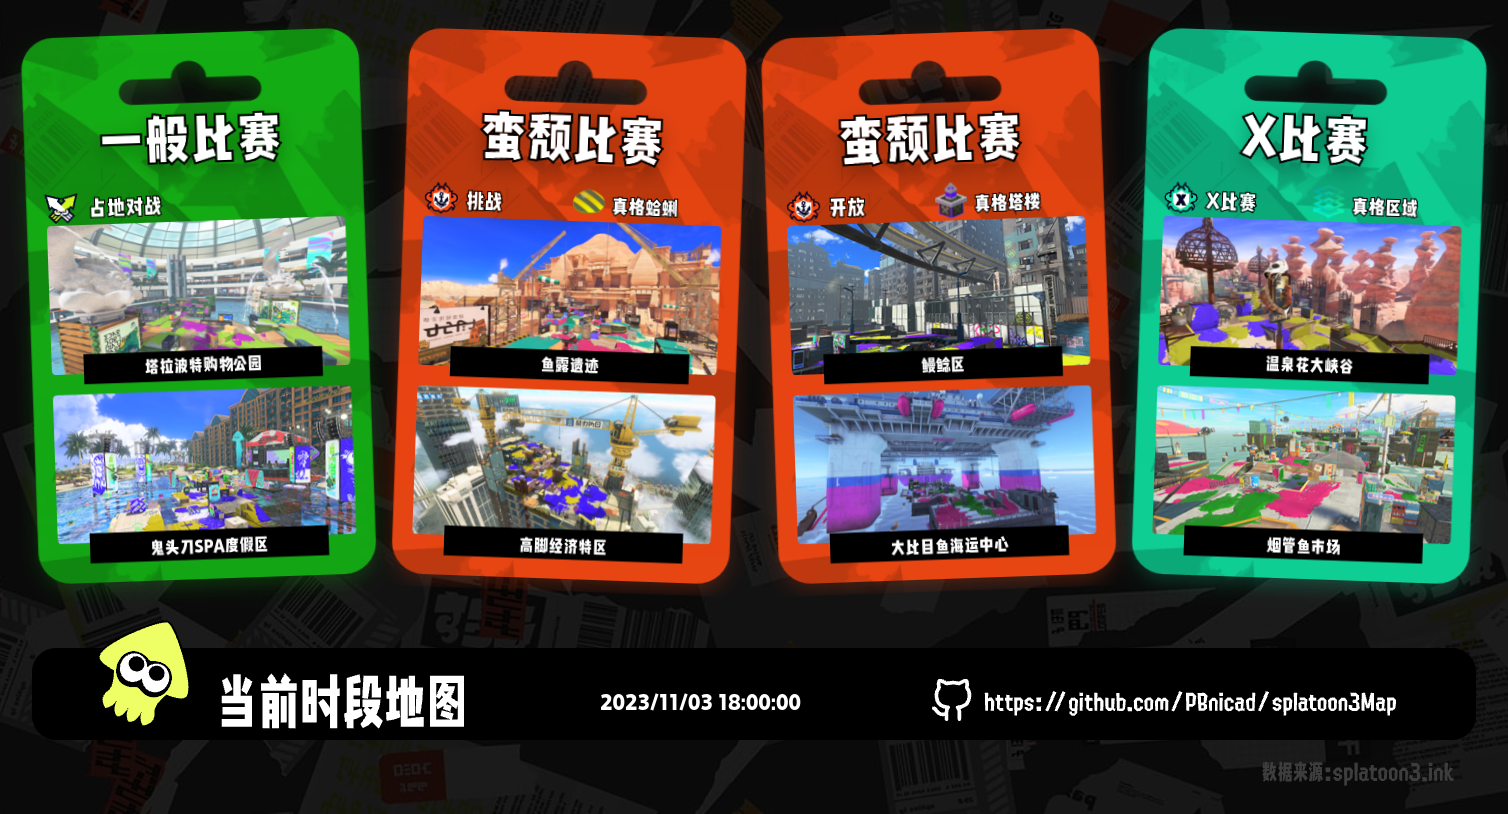 一般比赛
占地对战
塔拉波特购物公园
鬼头刀SPA度假区
蛮颓比赛
挑战
真格蛤蜊
鱼露遗迹
高脚经济特区
蛮颓比赛
开放
真格塔楼
鳗鲶区
大比目鱼海运中心
X比赛
X比赛
真格区域
温泉花大峡谷
烟管鱼市场
当前时段地图
2023/11/03 18:00:00
https://github.com/PBnicad/splatoon3Map
数据来源:splatoon3.ink